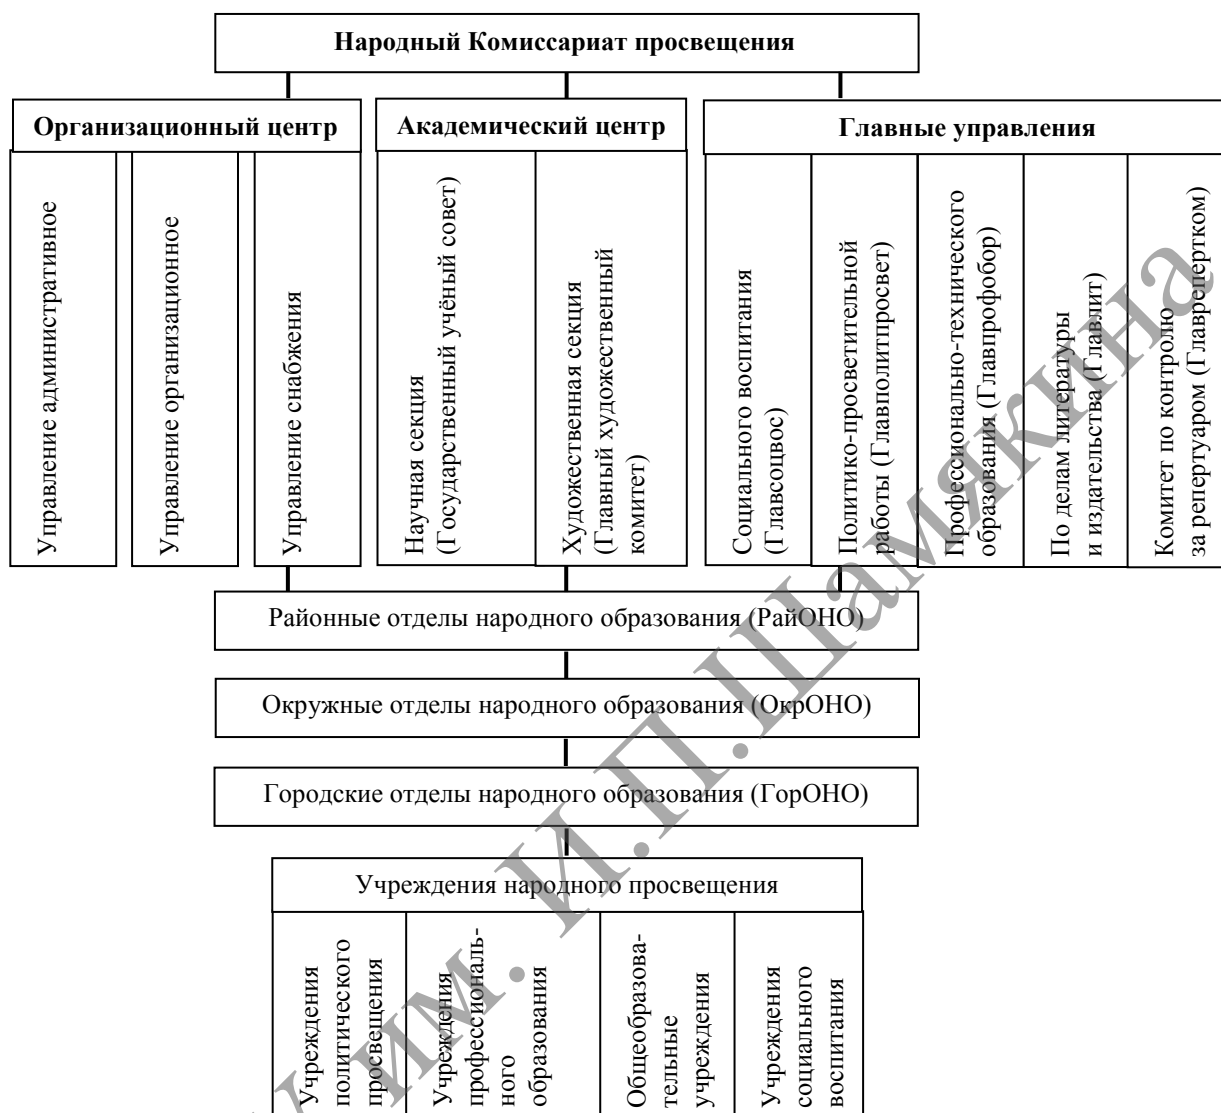 Народный Комиссариат просвещения
Организационный центр
Академический центр
Главные управления
Управление административное
Управление организационное
Управление снабжения
Научная секция
(Государственный учёный совет)
Художественная секция
(Главный художественный
комитет)
Социального воспитания
(Главсоцвос)
Политико-просветительной
работы (Главполитпросвет)
Профессионально-технического
образования (Главпрофобор)
По делам литературы
и издательства (Главлит)
Комитет по контролю
за репертуаром (Главрепертком)
Районные отделы народного образования (РайОНО)
Окружные отделы народного образования (ОкрОНО)
Городские отделы народного образования (ГорОНО)
Учреждения народного просвещения
Учреждения
политического
просвещения
Учреждения
профессиональ-
ного
образования
Общеобразова-
тельные
учреждения
Учреждения
социального
воспитания
им. И.П.Шамякина